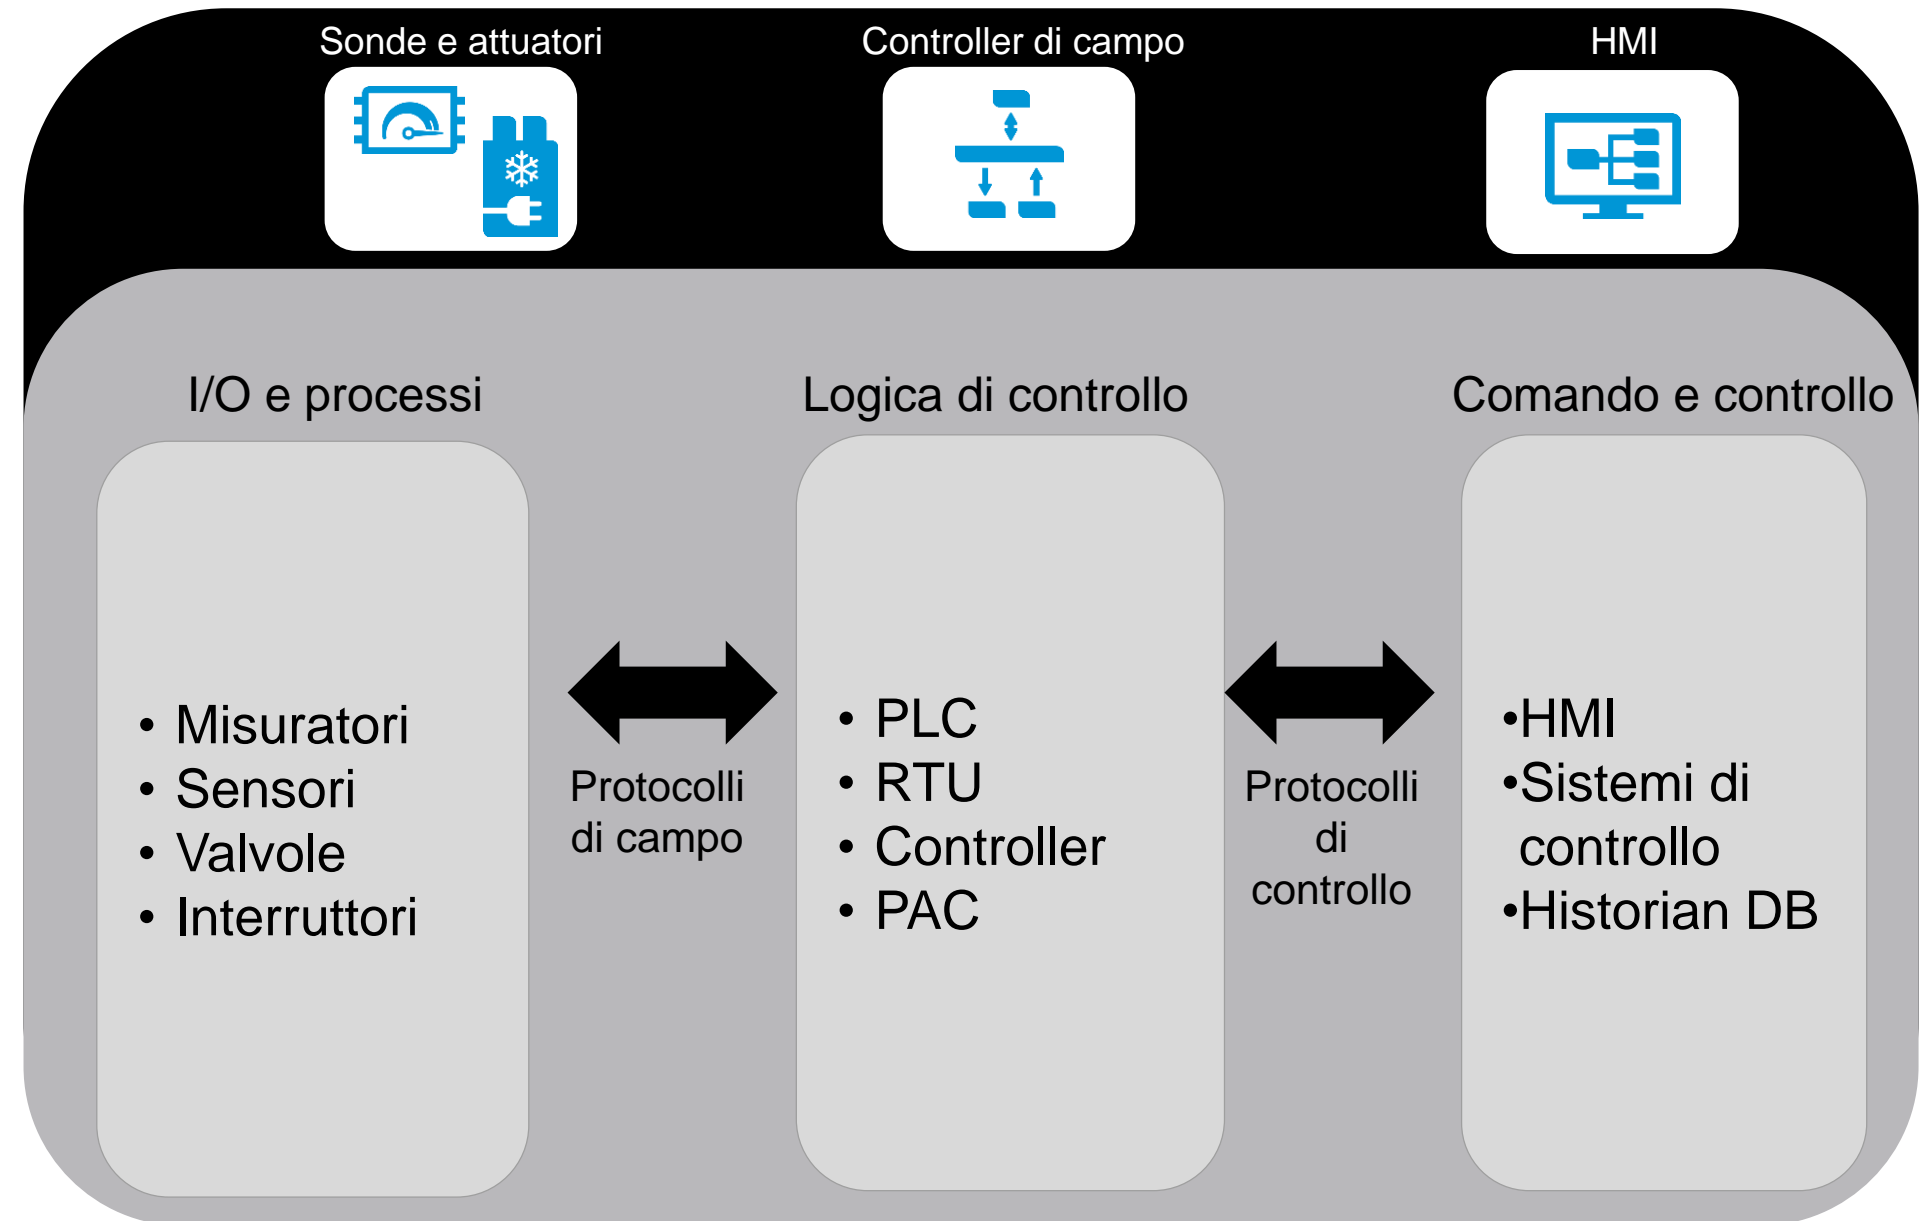 Sonde e attuatori
Controller di campo
HMI
I/O e processi
Logica di controllo
Comando e controllo
• Misuratori
• Sensori
• Valvole
• Interruttori
Protocolli
di campo
• PLC
• RTU
• Controller
• PAC
Protocolli
di
controllo
•HMI
•Sistemi di
controllo
•Historian DB